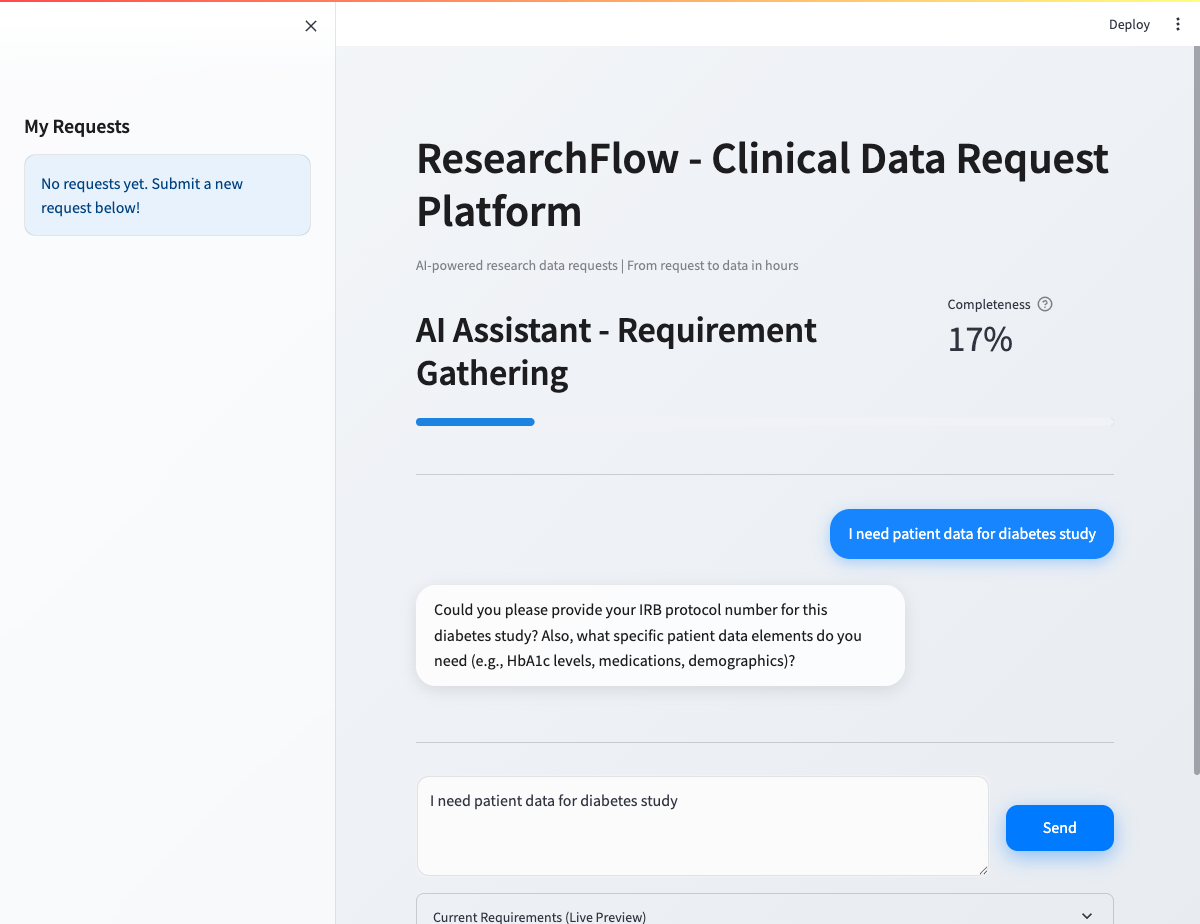 Deploy
My Requests
No requests yet. Submit a new
request below!
ResearchFlow - Clinical Data Request
Platform
AI-powered research data requests | From request to data in hours
AI Assistant - Requirement
Gathering
Completeness
17%
I need patient data for diabetes study
Could you please provide your IRB protocol number for this
diabetes study? Also, what specific patient data elements do you
need (e.g., HbA1c levels, medications, demographics)?
I need patient data for diabetes study
Send
Current Requirements (Live Preview)